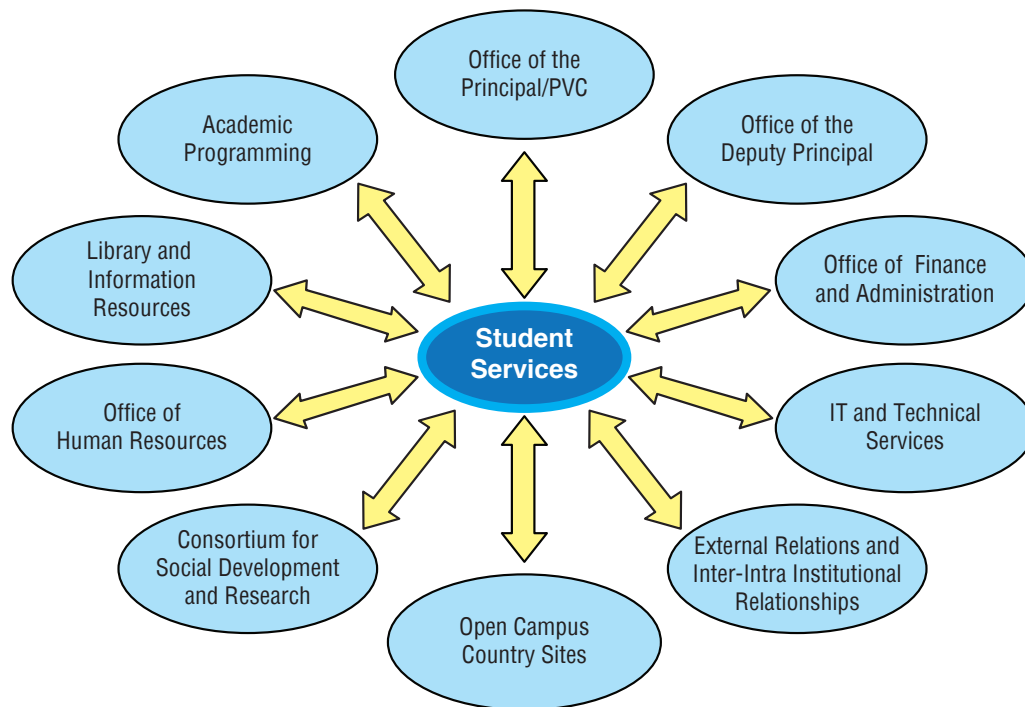 Office of the
Principal/PVC
Office of the
Deputy Principal
Office of  Finance
and Administration
IT and Technical
Services
External Relations and
Inter-Intra Institutional
Relationships
Open Campus
Country Sites
Consortium for
Social Development
and Research
Office of
Human Resources
Library and
Information
Resources
Academic
Programming
Student
Services